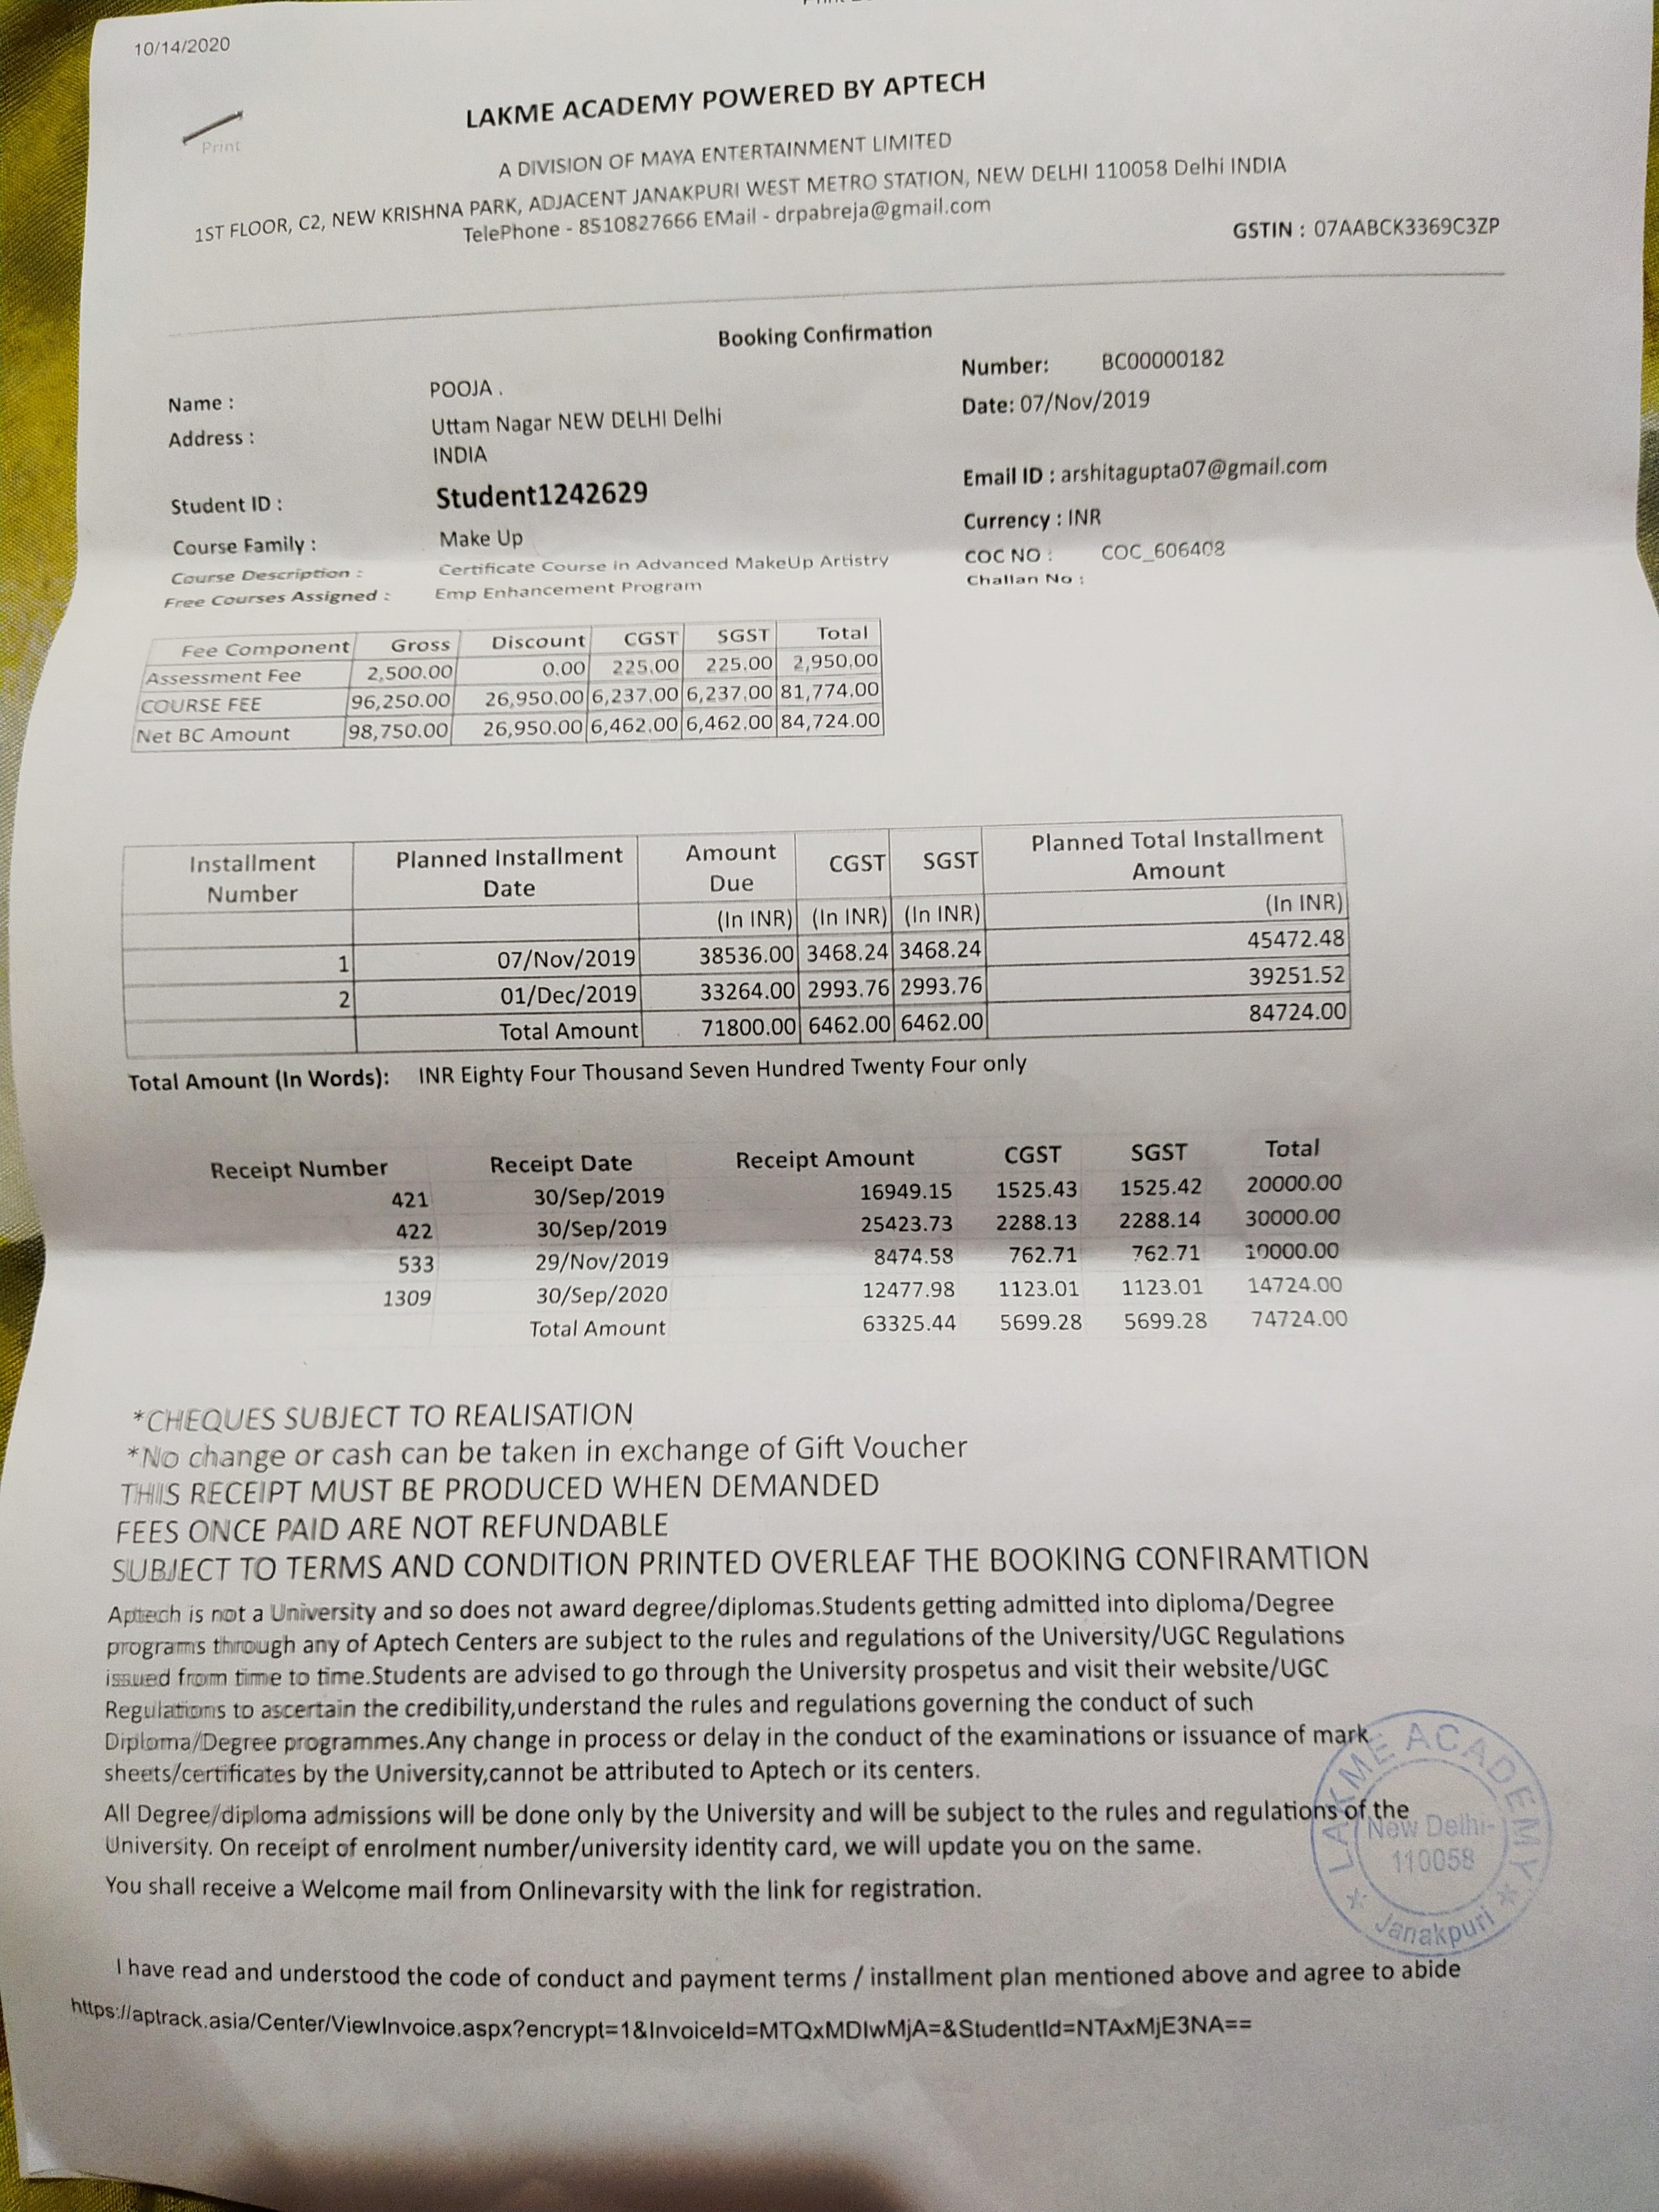 10/14/2020
Print
LAKME ACADEMY POWERED BY APTECH
A DIVISION OF MAYA ENTERTAINMENT LIMITED
1ST FLOOR, C2, NEW KRISHNA PARK, ADJACENT JANAKPURI WEST METRO STATION, NEW DELHI 110058 Delhi INDIA
TelePhone - 8510827666 EMail - drpabreja@gmail.com
GSTIN : 07AABCK3369C3ZP
Booking Confirmation
Name : POOJA . Number: BC00000182
Address : Uttam Nagar NEW DELHI Delhi Date: 07/Nov/2019
INDIA
Student ID : Student1242629 Email ID : arshitagupta07@gmail.com
Course Family : Make Up Currency : INR
Course Description : Certificate Course in Advanced MakeUp Artistry COC NO : COC_606408
Free Courses Assigned : Emp Enhancement Program Challan No :
Fee Component Gross Discount CGST SGST Total
Assessment Fee 2,500.00 0.00 225.00 225.00 2,950.00
COURSE FEE 96,250.00 26,950.00 6,237.00 6,237.00 81,774.00
Net BC Amount 98,750.00 26,950.00 6,462.00 6,462.00 84,724.00
Installment Planned Installment Amount CGST SGST Planned Total Installment
Number Date Due Amount
(In INR) (In INR) (In INR) (In INR)
1 07/Nov/2019 38536.00 3468.24 3468.24 45472.48
2 01/Dec/2019 33264.00 2993.76 2993.76 39251.52
Total Amount 71800.00 6462.00 6462.00 84724.00
Total Amount (In Words): INR Eighty Four Thousand Seven Hundred Twenty Four only
Receipt Number Receipt Date Receipt Amount CGST SGST Total
421 30/Sep/2019 16949.15 1525.43 1525.42 20000.00
422 30/Sep/2019 25423.73 2288.13 2288.14 30000.00
533 29/Nov/2019 8474.58 762.71 762.71 10000.00
1309 30/Sep/2020 12477.98 1123.01 1123.01 14724.00
Total Amount 63325.44 5699.28 5699.28 74724.00
*CHEQUES SUBJECT TO REALISATION
*No change or cash can be taken in exchange of Gift Voucher
THIS RECEIPT MUST BE PRODUCED WHEN DEMANDED
FEES ONCE PAID ARE NOT REFUNDABLE
SUBJECT TO TERMS AND CONDITION PRINTED OVERLEAF THE BOOKING CONFIRAMTION
Aptech is not a University and so does not award degree/diplomas.Students getting admitted into diploma/Degree
programs through any of Aptech Centers are subject to the rules and regulations of the University/UGC Regulations
issued from time to time.Students are advised to go through the University prospetus and visit their website/UGC
Regulations to ascertain the credibility,understand the rules and regulations governing the conduct of such
Diploma/Degree programmes.Any change in process or delay in the conduct of the examinations or issuance of mark
sheets/certificates by the University,cannot be attributed to Aptech or its centers.
All Degree/diploma admissions will be done only by the University and will be subject to the rules and regulations of the
University. On receipt of enrolment number/university identity card, we will update you on the same.
You shall receive a Welcome mail from Onlinevarsity with the link for registration.
LAKME ACADEMY
New Delhi-
110058
* Janakpuri *
I have read and understood the code of conduct and payment terms / installment plan mentioned above and agree to abide
https://aptrack.asia/Center/ViewInvoice.aspx?encrypt=1&InvoiceId=MTQxMDIwMjA=&StudentId=NTAxMjE3NA==